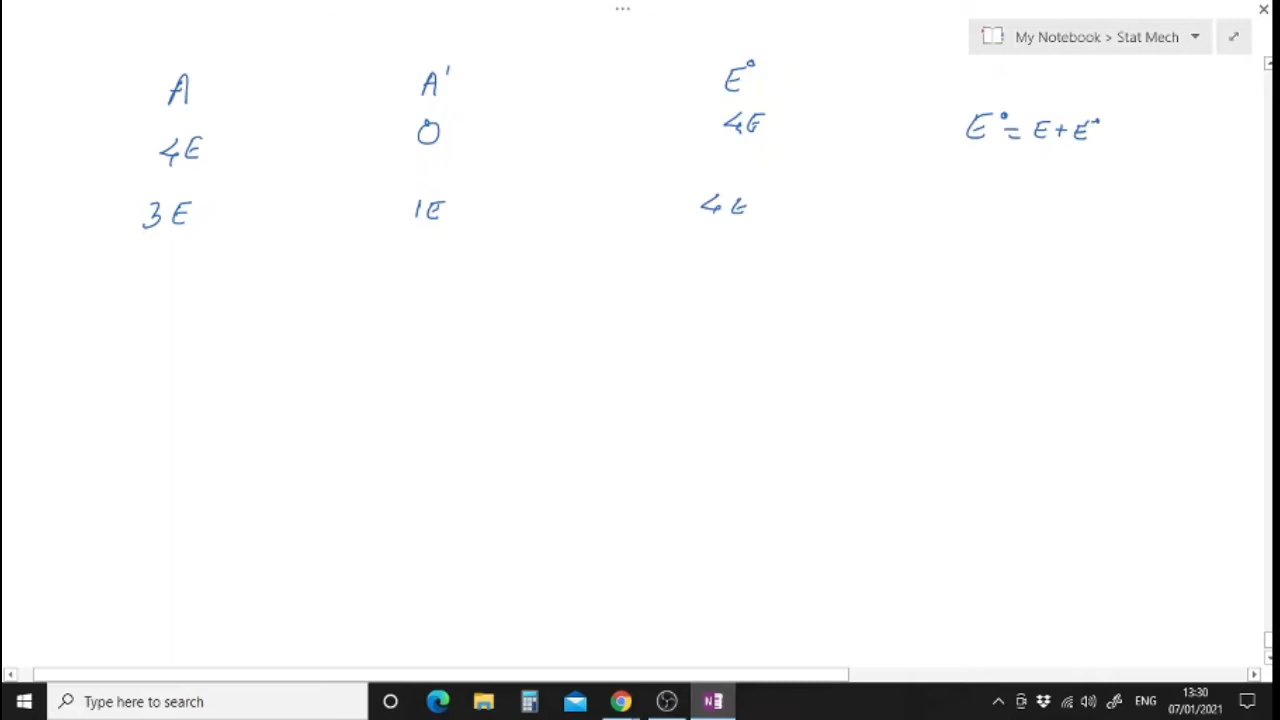 My Notebook > Stat Mech
A A' E°
4E 0 4E E° = E + E'
3E 1E 4E
Type here to search
ENG
13:30
07/01/2021